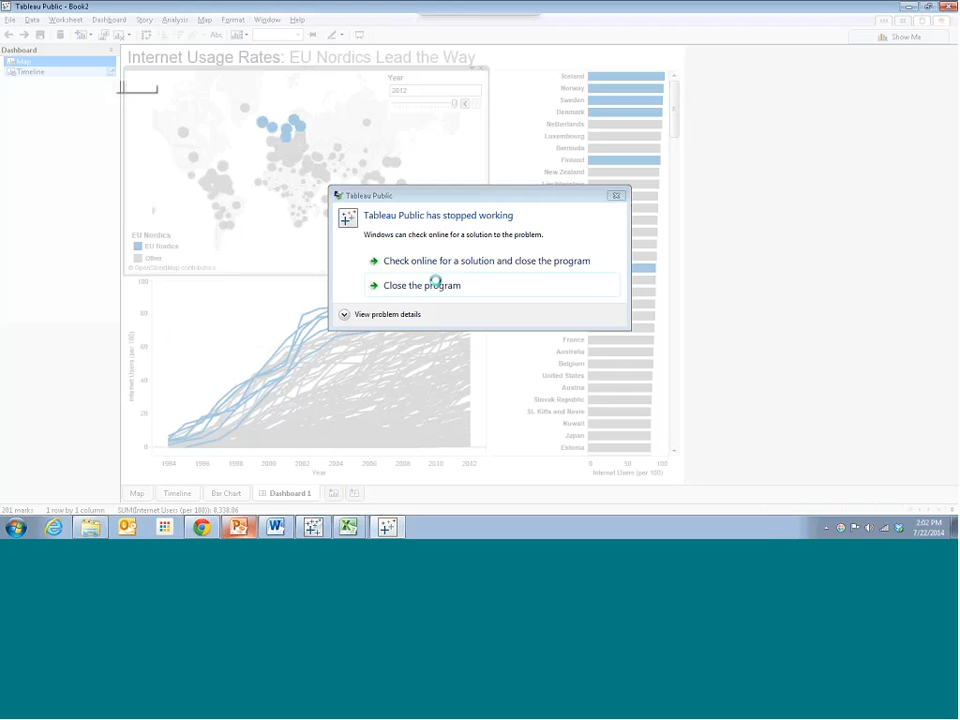 Tableau Public - Book2
File Data Worksheet Dashboard Story Analysis Map Format Window Help
Abc
Show Me
Dashboard
Map
Timeline
Internet Usage Rates: EU Nordics Lead the Way
Year
2012
EU Nordics
EU Nordics
Other
© OpenStreetMap contributors
Iceland
Norway
Sweden
Denmark
Netherlands
Luxembourg
Bermuda
Finland
New Zealand
Liechtenstein
Tableau Public
Tableau Public has stopped working
Windows can check online for a solution to the problem.
Check online for a solution and close the program
Close the program
View problem details
France
Australia
Belgium
United States
Austria
Slovak Republic
St. Kitts and Nevis
Kuwait
Japan
Estonia
0 50 100
Internet Users (per 100)
100
80
60
40
20
0
Internet Users (per 100)
1994 1996 1998 2000 2002 2004 2006 2008 2010 2012
Year
Map Timeline Bar Chart Dashboard 1
201 marks 1 row by 1 column SUM(Internet Users (per 100)): 8,338.06
2:02 PM
7/22/2014